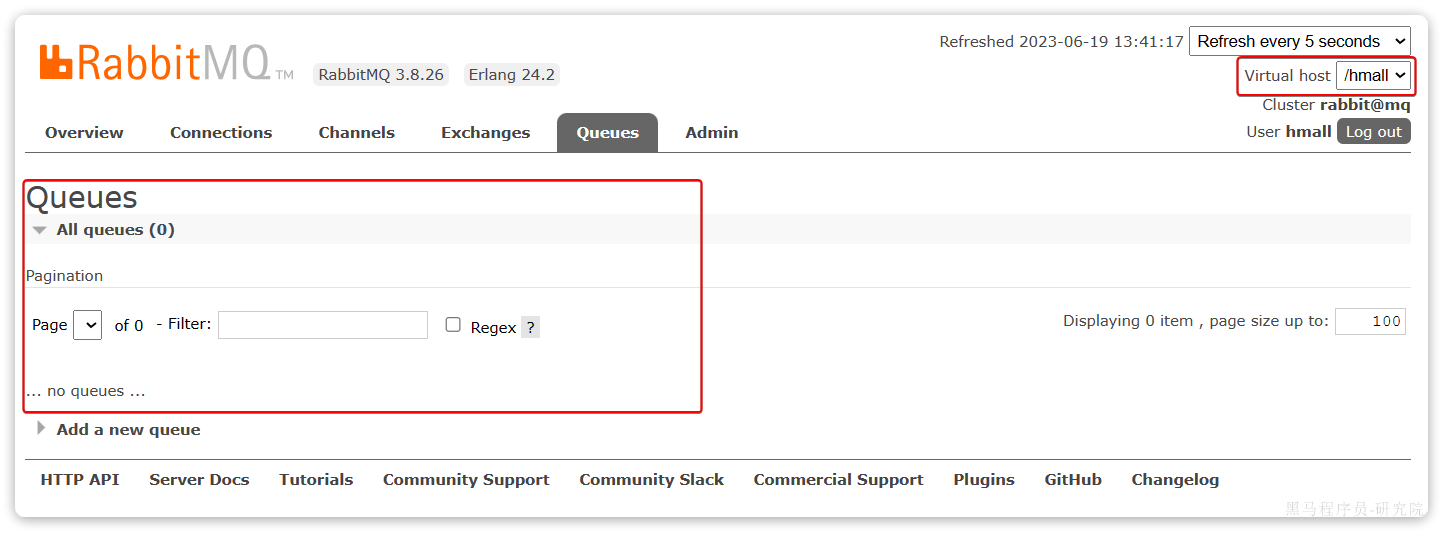 RabbitMQ TM
RabbitMQ 3.8.26 Erlang 24.2
Refreshed 2023-06-19 13:41:17 Refresh every 5 seconds
Virtual host /hmall
Cluster rabbit@mq
User hmall Log out
Overview Connections Channels Exchanges Queues Admin
Queues
All queues (0)
Pagination
Page of 0 - Filter: Regex ?
Displaying 0 item , page size up to: 100
... no queues ...
Add a new queue
HTTP API Server Docs Tutorials Community Support Community Slack Commercial Support Plugins GitHub Changelog
黑马程序员-研究院